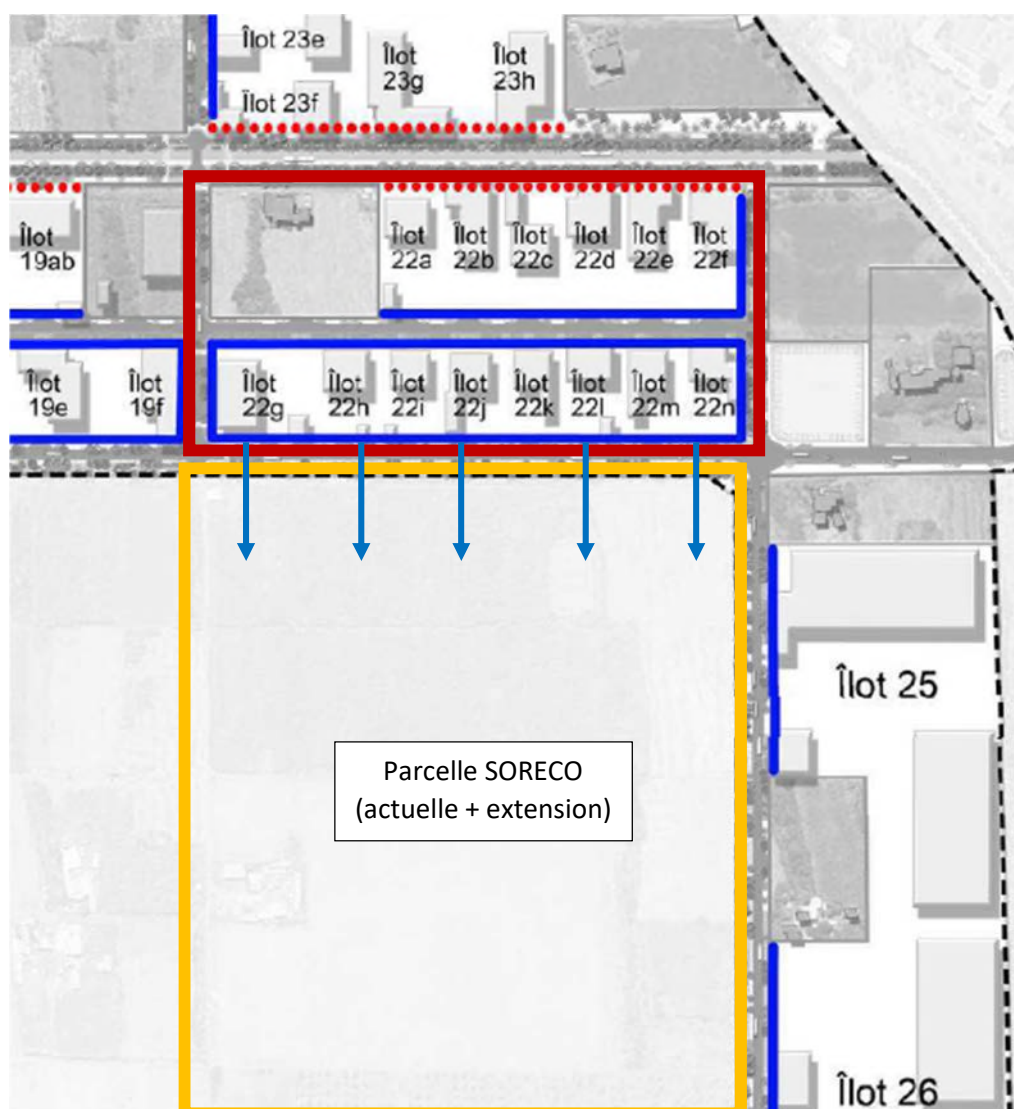 Îlot 23e
Îlot
23g
Îlot
23h
Îlot 23f
Îlot
19ab
Îlot
22a
Îlot
22b
Îlot
22c
Îlot
22d
Îlot
22e
Îlot
22f
Îlot
19e
Îlot
19f
Îlot
22g
Îlot
22h
Îlot
22i
Îlot
22j
Îlot
22k
Îlot
22l
Îlot
22m
Îlot
22n
Îlot 25
Parcelle SORECO
(actuelle + extension)
Îlot 26